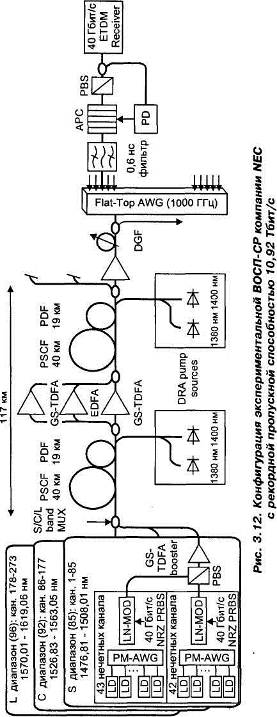 L диапазон (96); кан. 178-273
1570,01 - 1619,06 нм
C диапазон (92); кан. 86-177
1526,83 - 1563,05 нм
S диапазон (85); кан. 1-85
1476,81 - 1508,01 нм
43 нечетных канала
PM-AWG
LD LD LD LD
LN-MOD
40 Гбит/с
NRZ PRBS
42 нечетных канала
PM-AWG
LD LD LD LD
LN-MOD
40 Гбит/с
NRZ PRBS
GS-
TDFA
booster
PBS
S/C/L
band
MUX
117 км
PSCF PDF
40 км 19 км
1380 нм 1400 нм
GS-TDFA
EDFA
GS-TDFA
DRA pump
sources
PSCF PDF
40 км 19 км
1380 нм 1400 нм
DGF
Flat-Top AWG (1000 ГГц)
0,6 нс
фильтр
APC
PD
PBS
40 Гбит/с
ETDM
Receiver
Рис. 3.12. Конфигурация экспериментальной ВОСП-СР компании NEC
с рекордной пропускной способностью 10,92 Тбит/с